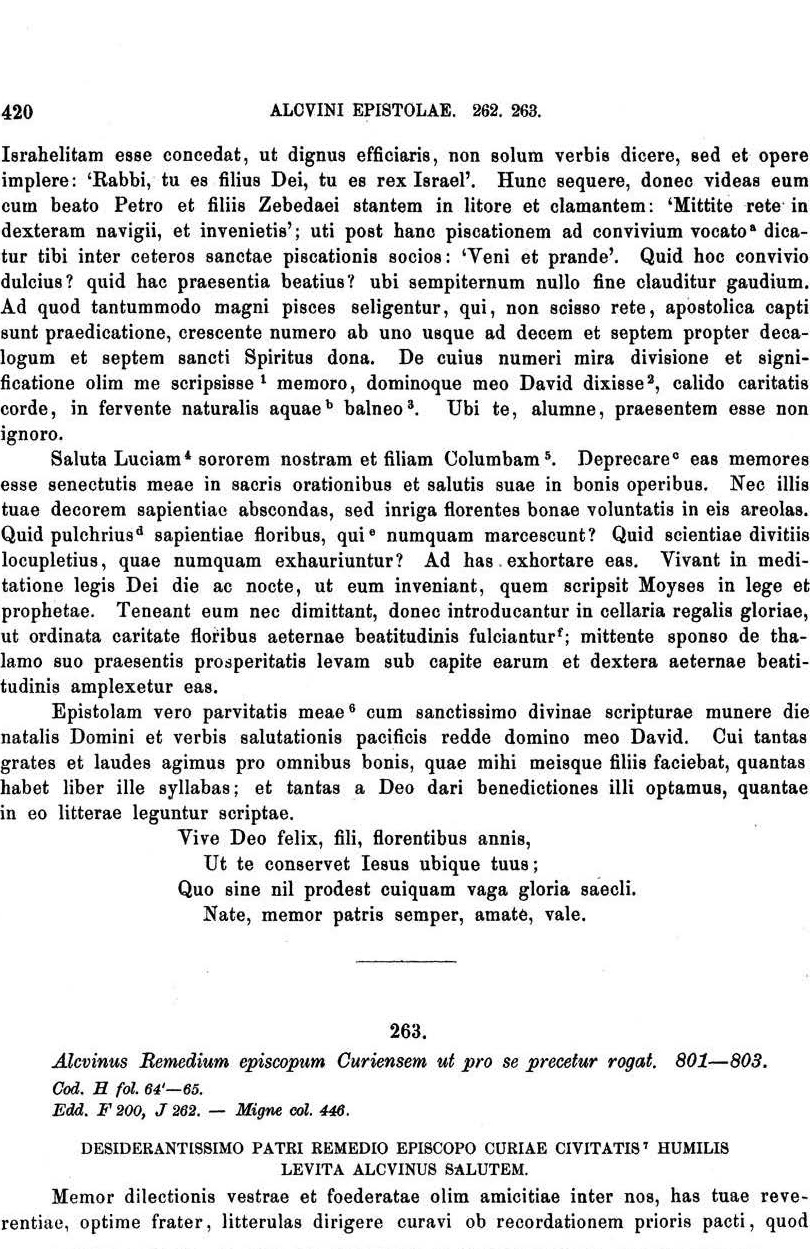 420 ALCVINI EPISTOLAE. 262. 263.
Israhelitam esse concedat, ut dignus efficiaris, non solum verbis dicere, sed et opere
implere: ‘Rabbi, tu es filius Dei, tu es rex Israel’. Hunc sequere, donec videas eum
cum beato Petro et filiis Zebedaei stantem in litore et clamantem: ‘Mittite rete in
dexteram navigii, et invenietis’; uti post hanc piscationem ad convivium vocato ᵃ dica-
tur tibi inter ceteros sanctae piscationis socios: ‘Veni et prande’. Quid hoc convivio
dulcius? quid hac praesentia beatius? ubi sempiternum nullo fine clauditur gaudium.
Ad quod tantummodo magni pisces seligentur, qui, non scisso rete, apostolica capti
sunt praedicatione, crescente numero ab uno usque ad decem et septem propter deca-
logum et septem sancti Spiritus dona. De cuius numeri mira divisione et signi-
ficatione olim me scripsisse ¹ memoro, dominoque meo David dixisse ², calido caritatis
corde, in fervente naturalis aquae ᵇ balneo ³. Ubi te, alumne, praesentem esse non
ignoro.
Saluta Luciam ⁴ sororem nostram et filiam Columbam ⁵. Deprecare ᶜ eas memores
esse senectutis meae in sacris orationibus et salutis suae in bonis operibus. Nec illis
tuae decorem sapientiae abscondas, sed inriga florentes bonae voluntatis in eis areolas.
Quid pulchrius ᵈ sapientiae floribus, qui ᵉ numquam marcescunt? Quid scientiae divitiis
locupletius, quae numquam exhauriuntur? Ad has exhortare eas. Vivant in medi-
tatione legis Dei die ac nocte, ut eum inveniant, quem scripsit Moyses in lege et
prophetae. Teneant eum nec dimittant, donec introducantur in cellaria regalis gloriae,
ut ordinata caritate floribus aeternae beatitudinis fulciantur ᶠ; mittente sponso de tha-
lamo suo praesentis prosperitatis levam sub capite earum et dextera aeternae beati-
tudinis amplexetur eas.
Epistolam vero parvitatis meae ⁶ cum sanctissimo divinae scripturae munere die
natalis Domini et verbis salutationis pacificis redde domino meo David. Cui tantas
grates et laudes agimus pro omnibus bonis, quae mihi meisque filiis faciebat, quantas
habet liber ille syllabas; et tantas a Deo dari benedictiones illi optamus, quantae
in eo litterae leguntur scriptae.
Vive Deo felix, fili, florentibus annis,
Ut te conservet Iesus ubique tuus;
Quo sine nil prodest cuiquam vaga gloria saecli.
Nate, memor patris semper, amate, vale.
263.
Alcvinus Remedium episcopum Curiensem ut pro se precetur rogat. 801—803.
Cod. H fol. 64'—65.
Edd. F 200, J 262. — Migne col. 446.
DESIDERANTISSIMO PATRI REMEDIO EPISCOPO CURIAE CIVITATIS ⁷ HUMILIS
LEVITA ALCVINUS SALUTEM.
Memor dilectionis vestrae et foederatae olim amicitiae inter nos, has tuae reve-
rentiae, optime frater, litterulas dirigere curavi ob recordationem prioris pacti, quod